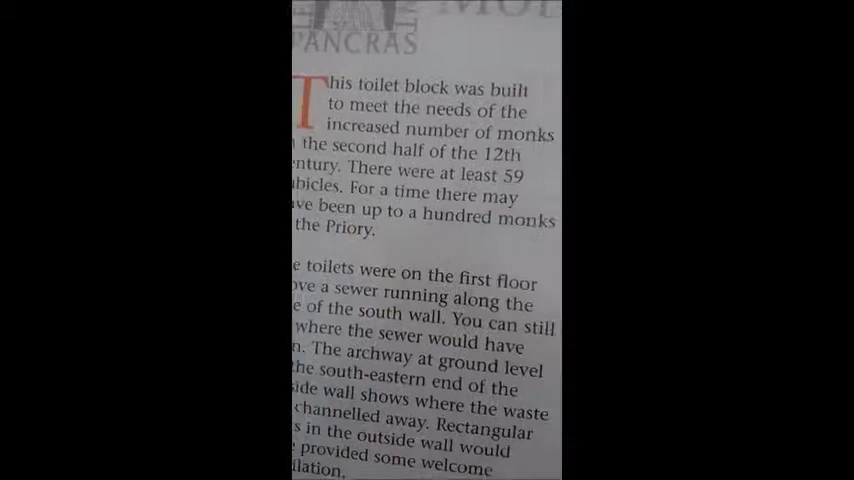 PANCRAS
This toilet block was built
to meet the needs of the
increased number of monks
the second half of the 12th
ntury. There were at least 59
bicles. For a time there may
ve been up to a hundred monks
the Priory.
e toilets were on the first floor
ove a sewer running along the
e of the south wall. You can still
where the sewer would have
n. The archway at ground level
the south-eastern end of the
side wall shows where the waste
channelled away. Rectangular
s in the outside wall would
e provided some welcome
ilation.